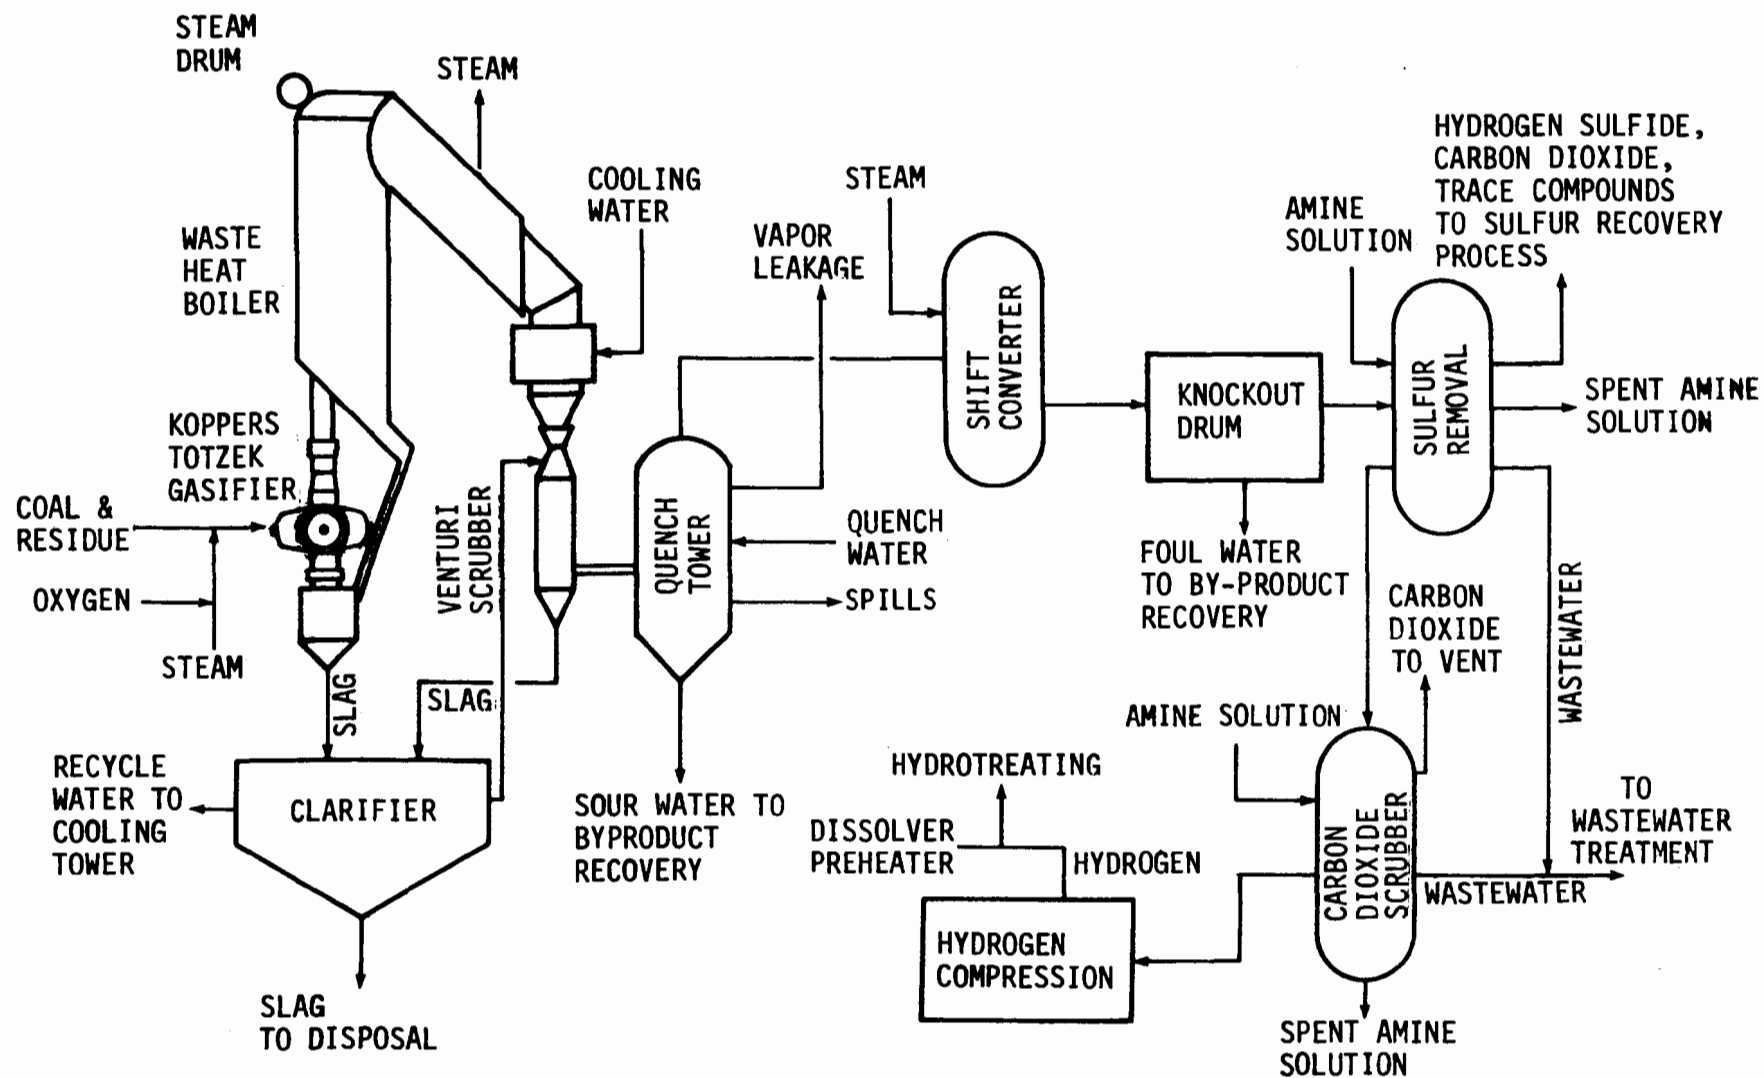 STEAM
DRUM
STEAM
COOLING
WATER
WASTE
HEAT
BOILER
KOPPERS
TOTZEK
GASIFIER
COAL &
RESIDUE
OXYGEN
STEAM
SLAG
SLAG
VENTURI
SCRUBBER
RECYCLE
WATER TO
COOLING
TOWER
CLARIFIER
SLAG
TO DISPOSAL
VAPOR
LEAKAGE
QUENCH
TOWER
QUENCH
WATER
SPILLS
SOUR WATER TO
BYPRODUCT
RECOVERY
STEAM
SHIFT
CONVERTER
KNOCKOUT
DRUM
FOUL WATER
TO BY-PRODUCT
RECOVERY
AMINE
SOLUTION
HYDROGEN SULFIDE,
CARBON DIOXIDE,
TRACE COMPOUNDS
TO SULFUR RECOVERY
PROCESS
SULFUR
REMOVAL
SPENT AMINE
SOLUTION
WASTEWATER
CARBON
DIOXIDE
TO VENT
AMINE SOLUTION
CARBON
DIOXIDE
SCRUBBER
TO
WASTEWATER
TREATMENT
WASTEWATER
SPENT AMINE
SOLUTION
HYDROTREATING
DISSOLVER
PREHEATER
HYDROGEN
HYDROGEN
COMPRESSION